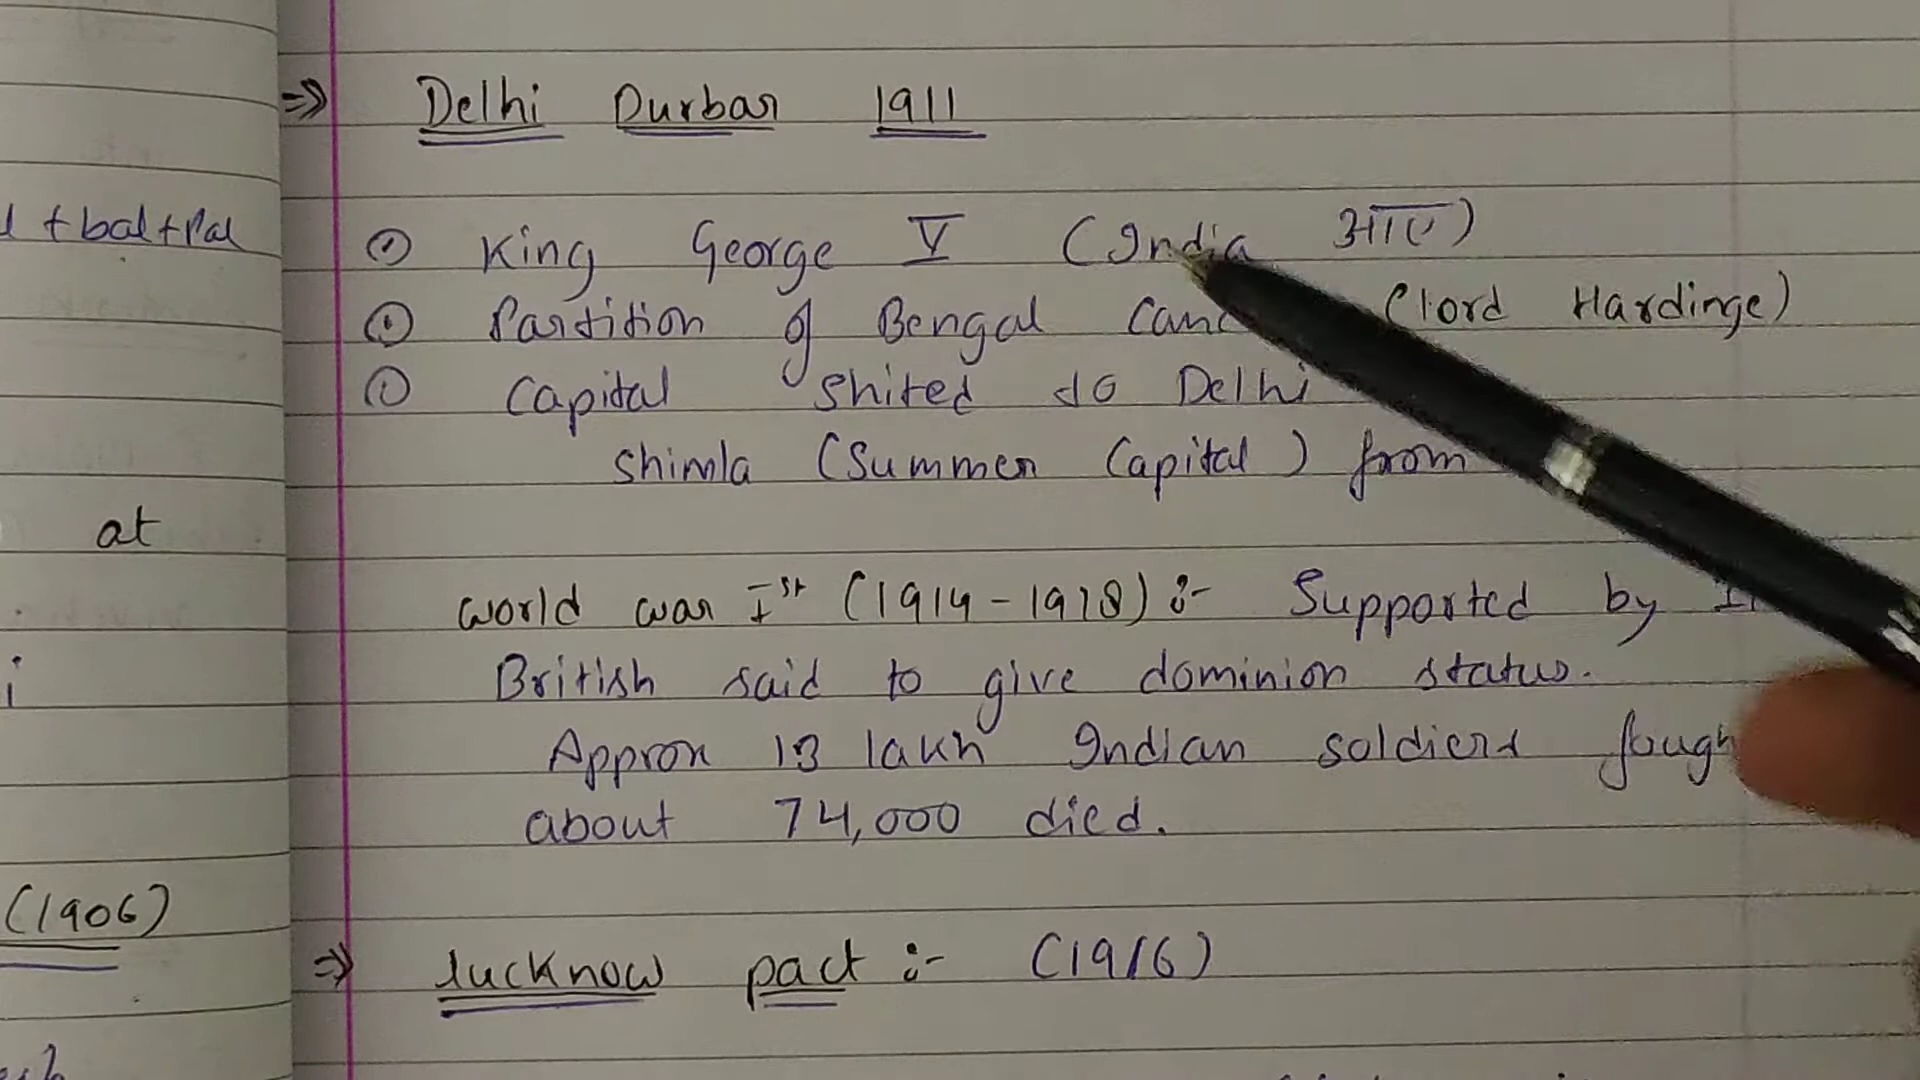 l + bal + Pal
at
(1906)
⇒ Delhi Durbar 1911
① King George V (India आए)
① Partition of Bengal (lord Hardinge)
① Capital shited to Delhi
shimla (Summer Capital) from
world war Ist (1914-1918) :- Supported by
British said to give dominion status.
Approx 13 lakh Indian soldiers fough
about 74,000 died.
⇒ lucknow pact :- (1916)